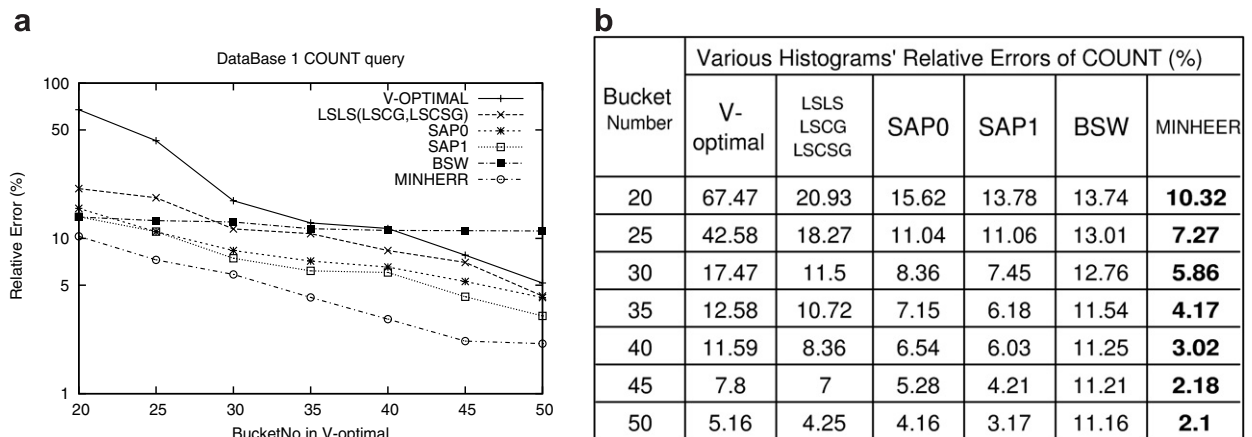 a
DataBase 1 COUNT query
100
50
10
5
1
Relative Error (%)
V-OPTIMAL
LSLS(LSCG,LSCSG)
SAP0
SAP1
BSW
MINHERR
20 25 30 35 40 45 50
BucketNo in V-optimal
b
Bucket Number
Various Histograms' Relative Errors of COUNT (%)
V-optimal
LSLS
LSCG
LSCSG
SAP0
SAP1
BSW
MINHEER
20 67.47 20.93 15.62 13.78 13.74 10.32
25 42.58 18.27 11.04 11.06 13.01 7.27
30 17.47 11.5 8.36 7.45 12.76 5.86
35 12.58 10.72 7.15 6.18 11.54 4.17
40 11.59 8.36 6.54 6.03 11.25 3.02
45 7.8 7 5.28 4.21 11.21 2.18
50 5.16 4.25 4.16 3.17 11.16 2.1